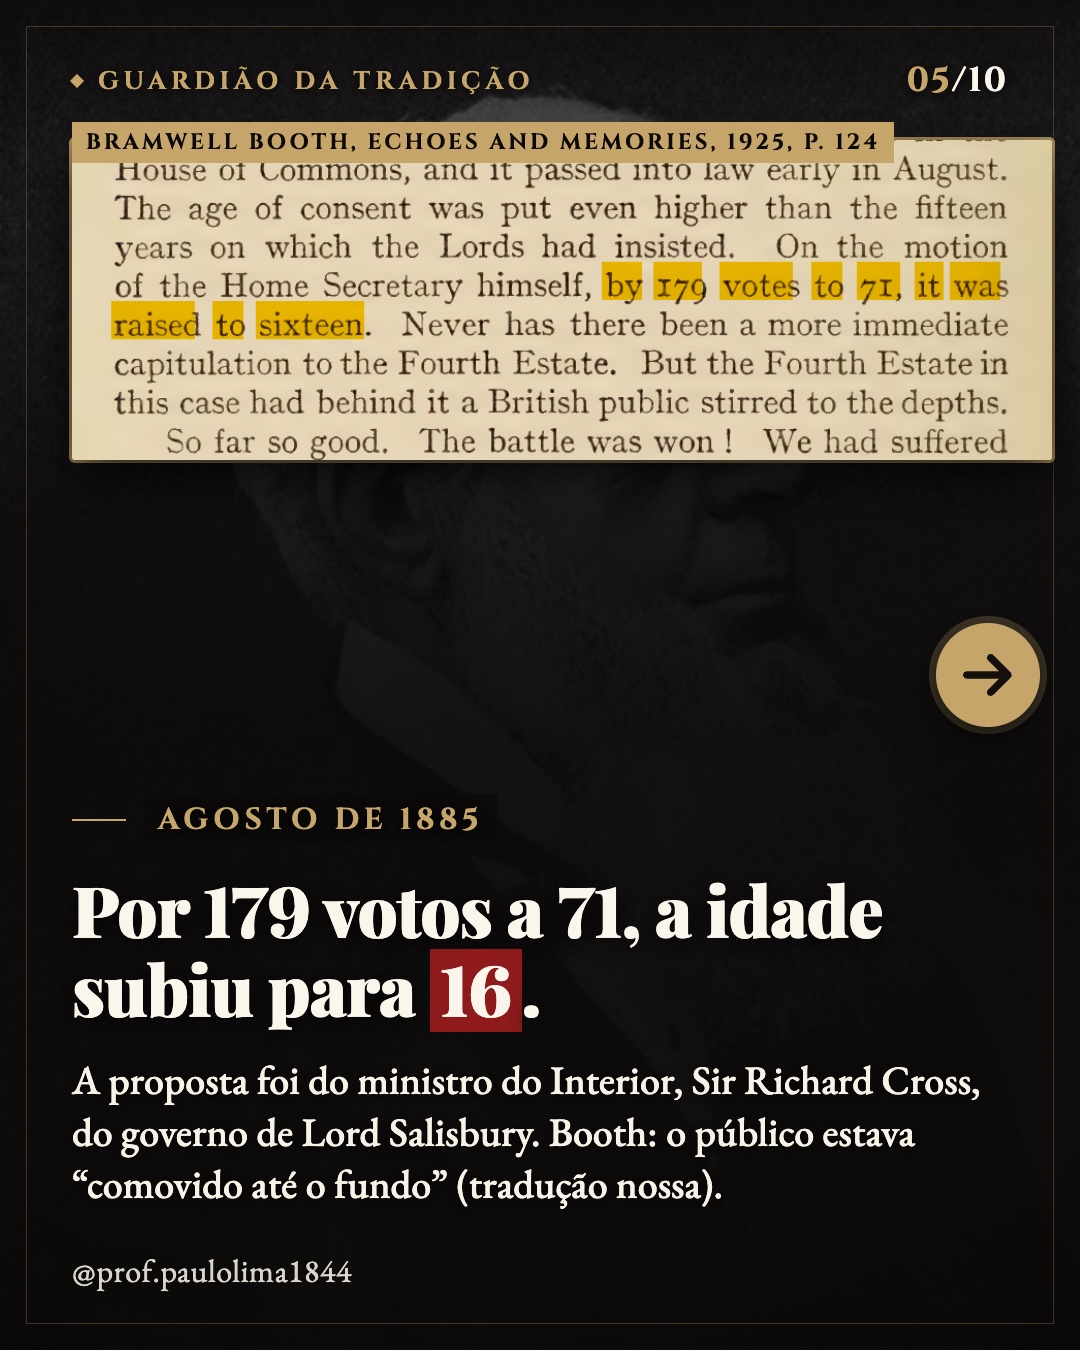 ◆ GUARDIÃO DA TRADIÇÃO
05/10
BRAMWELL BOOTH, ECHOES AND MEMORIES, 1925, P. 124
House of Commons, and it passed into law early in August.
The age of consent was put even higher than the fifteen
years on which the Lords had insisted. On the motion
of the Home Secretary himself, by 179 votes to 71, it was
raised to sixteen. Never has there been a more immediate
capitulation to the Fourth Estate. But the Fourth Estate in
this case had behind it a British public stirred to the depths.
So far so good. The battle was won! We had suffered
AGOSTO DE 1885
Por 179 votos a 71, a idade
subiu para 16.
A proposta foi do ministro do Interior, Sir Richard Cross,
do governo de Lord Salisbury. Booth: o público estava
“comovido até o fundo” (tradução nossa).
@prof.paulolima1844